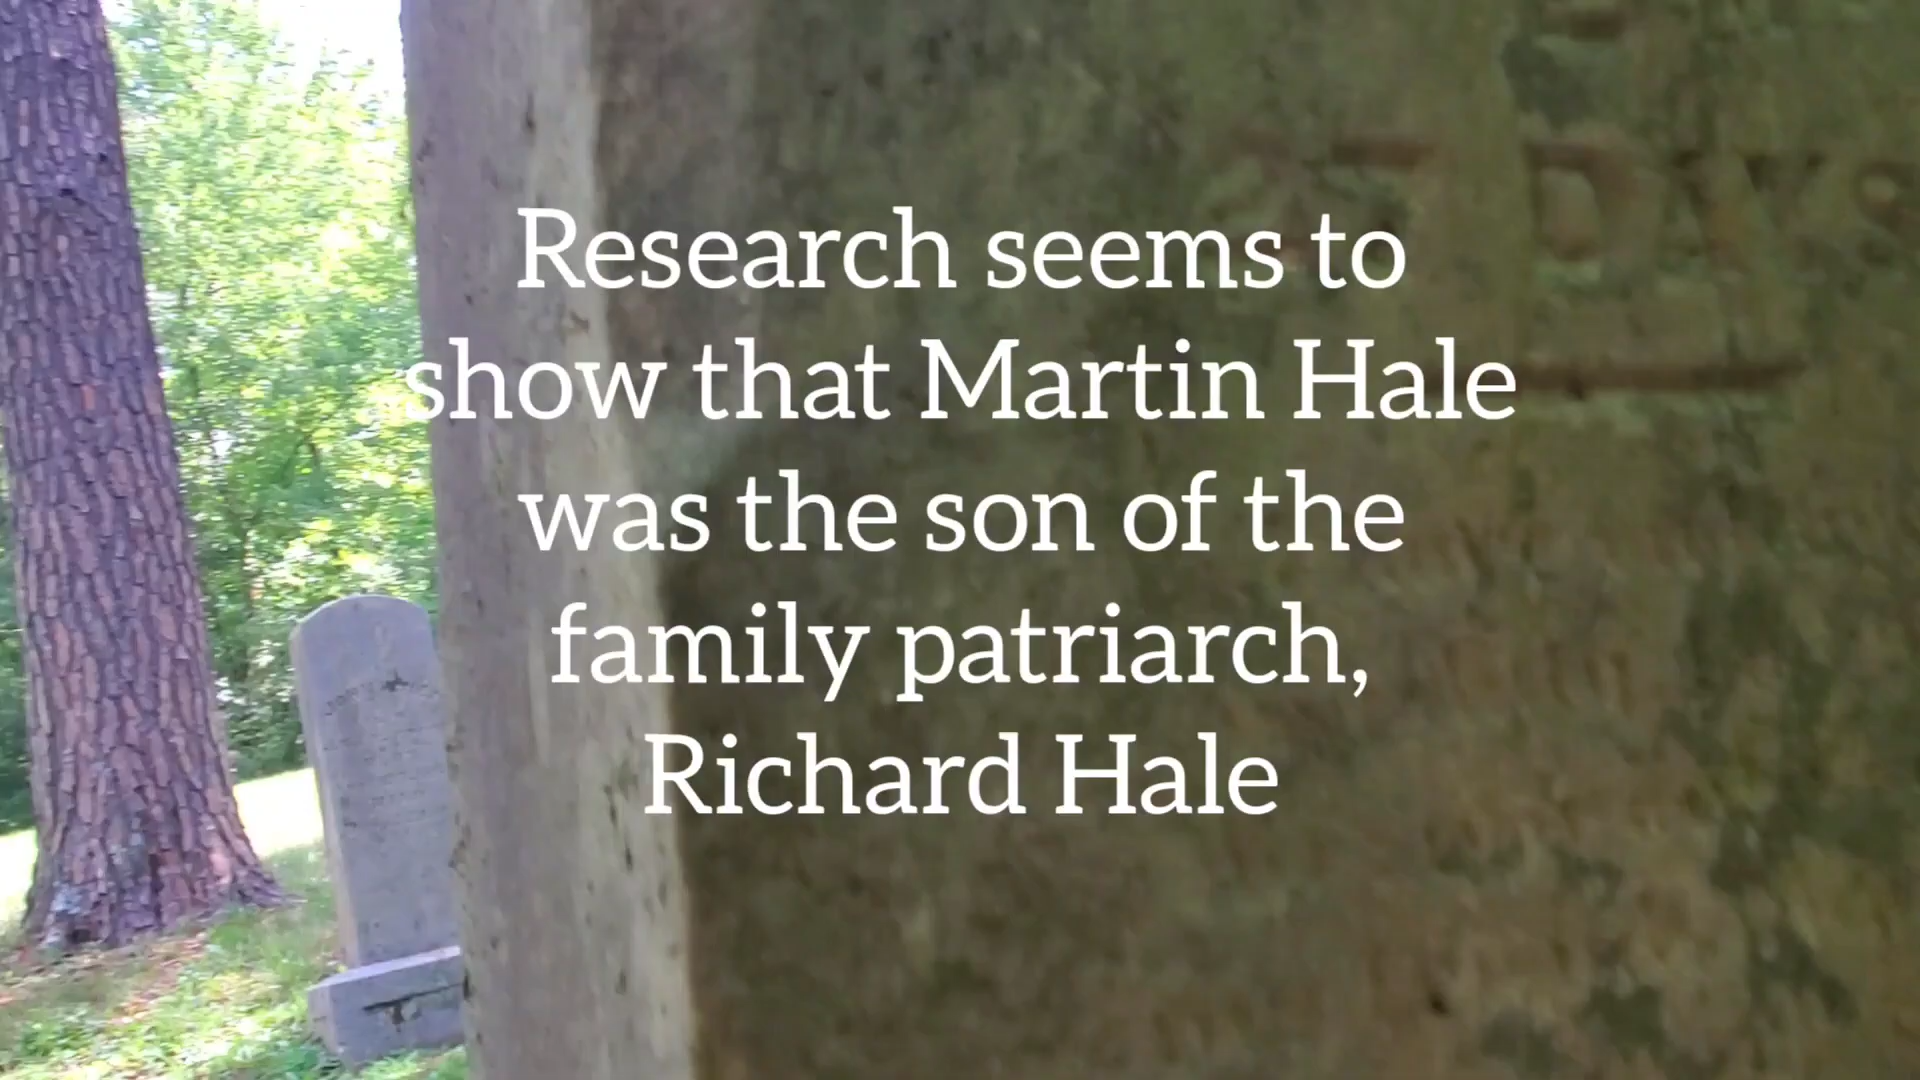 Research seems to
show that Martin Hale
was the son of the
family patriarch,
Richard Hale